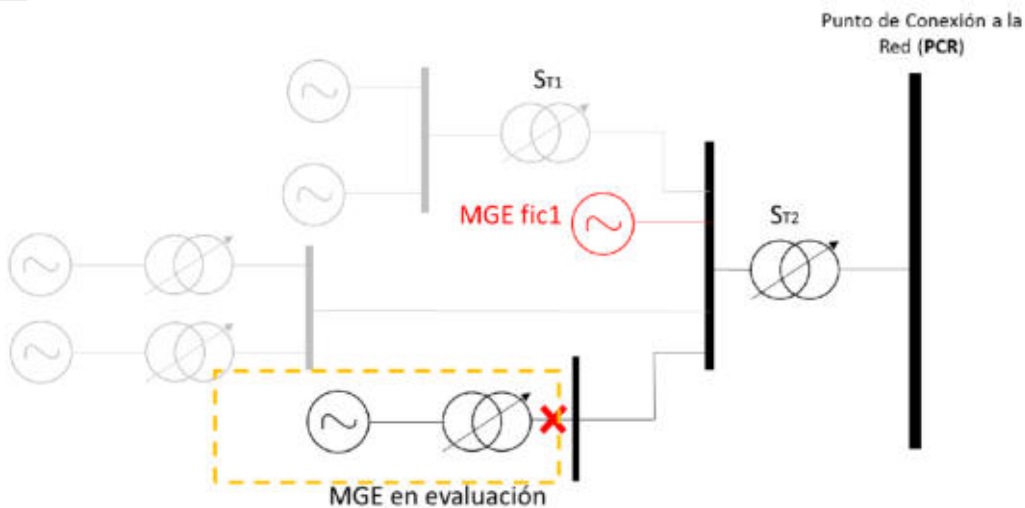 Punto de Conexión a la
Red (PCR)
ST1
MGE fic1
ST2
MGE en evaluación